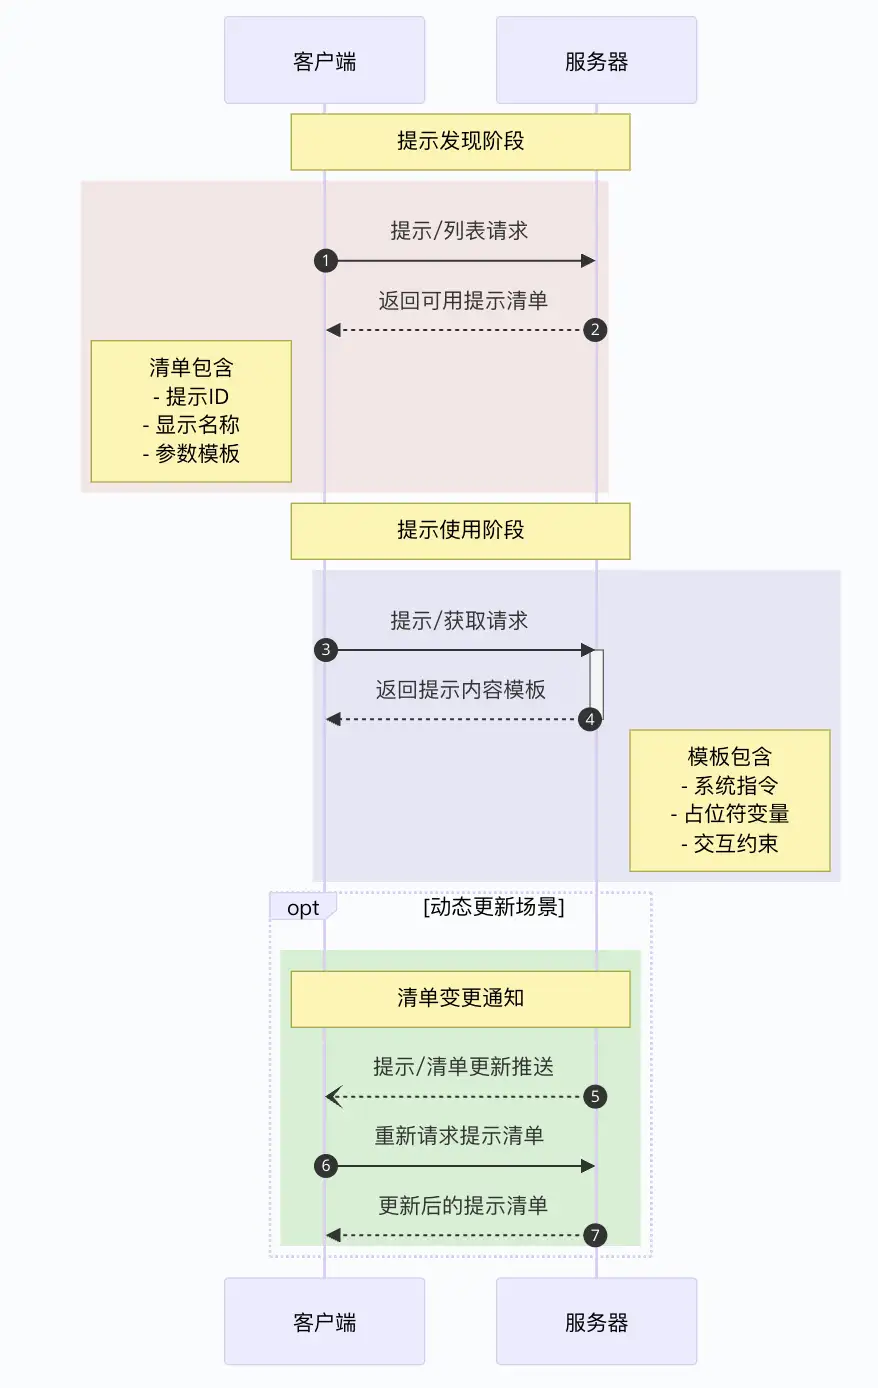 客户端
服务器
提示发现阶段
提示/列表请求
1
返回可用提示清单
2
清单包含
- 提示ID
- 显示名称
- 参数模板
提示使用阶段
提示/获取请求
3
返回提示内容模板
4
模板包含
- 系统指令
- 占位符变量
- 交互约束
opt
[动态更新场景]
清单变更通知
提示/清单更新推送
5
重新请求提示清单
6
更新后的提示清单
7
客户端
服务器